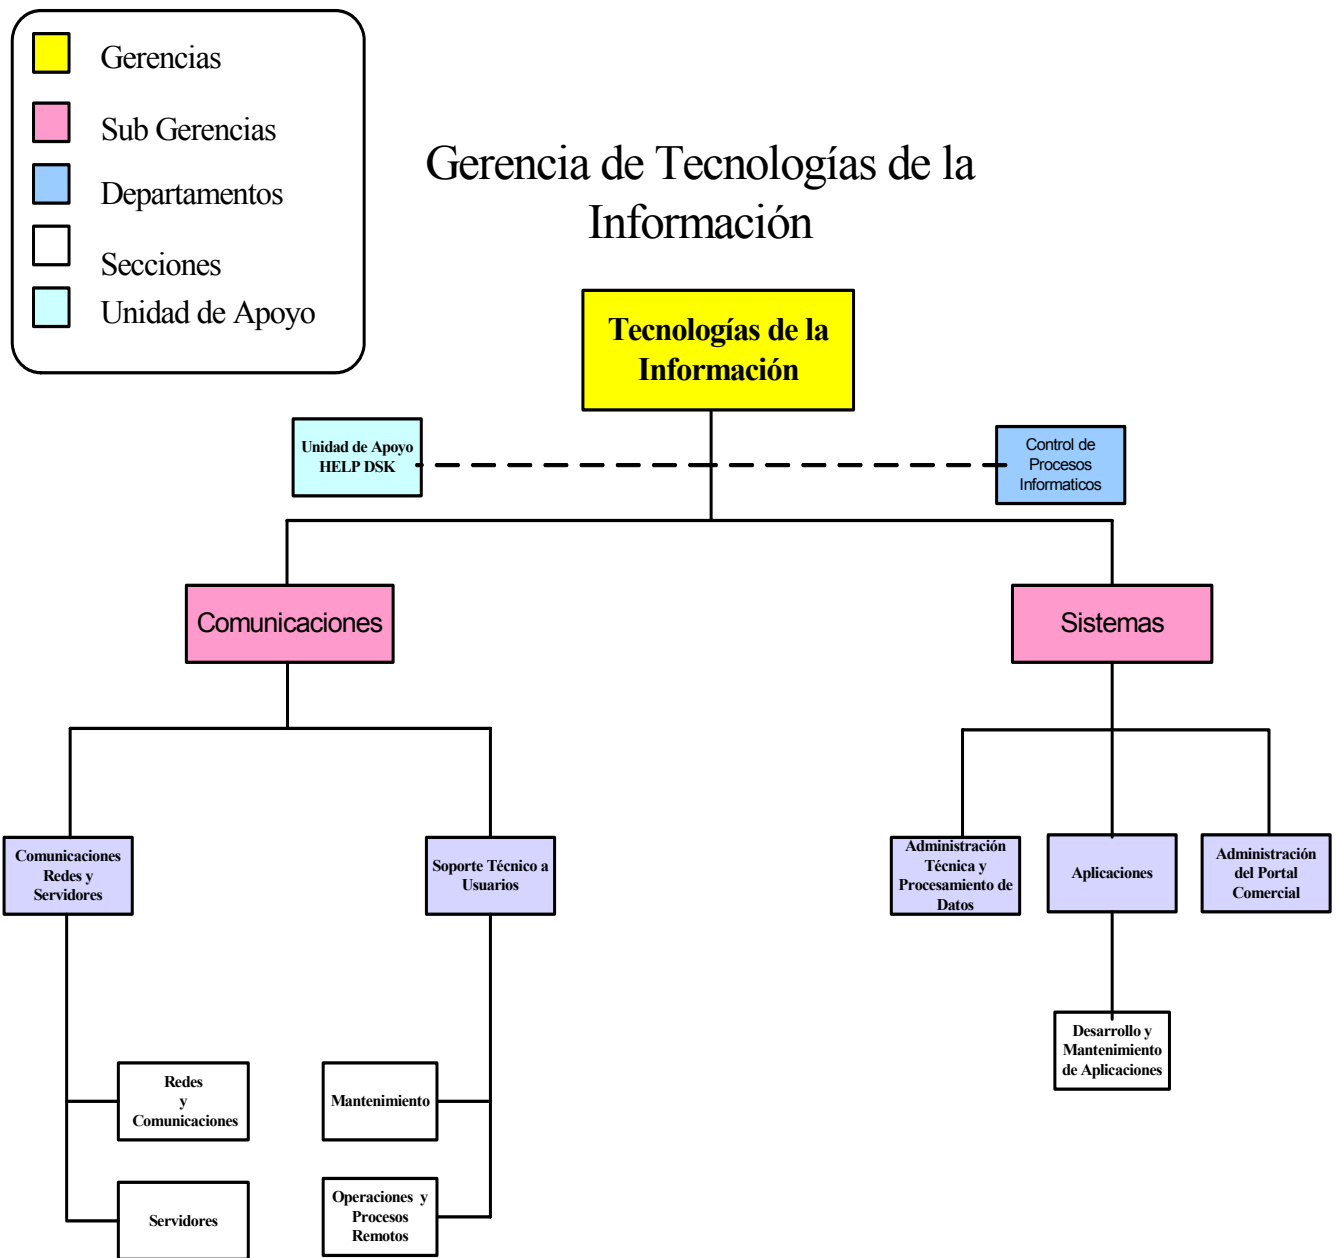 Gerencias
Sub Gerencias
Departamentos
Secciones
Unidad de Apoyo
Gerencia de Tecnologías de la
Información
Tecnologías de la
Información
Unidad de Apoyo
HELP DSK
Control de
Procesos
Informaticos
Comunicaciones
Sistemas
Comunicaciones
Redes y
Servidores
Soporte Técnico a
Usuarios
Administración
Técnica y
Procesamiento de
Datos
Aplicaciones
Administración
del Portal
Comercial
Desarrollo y
Mantenimiento
de Aplicaciones
Redes
y
Comunicaciones
Mantenimiento
Servidores
Operaciones y
Procesos
Remotos